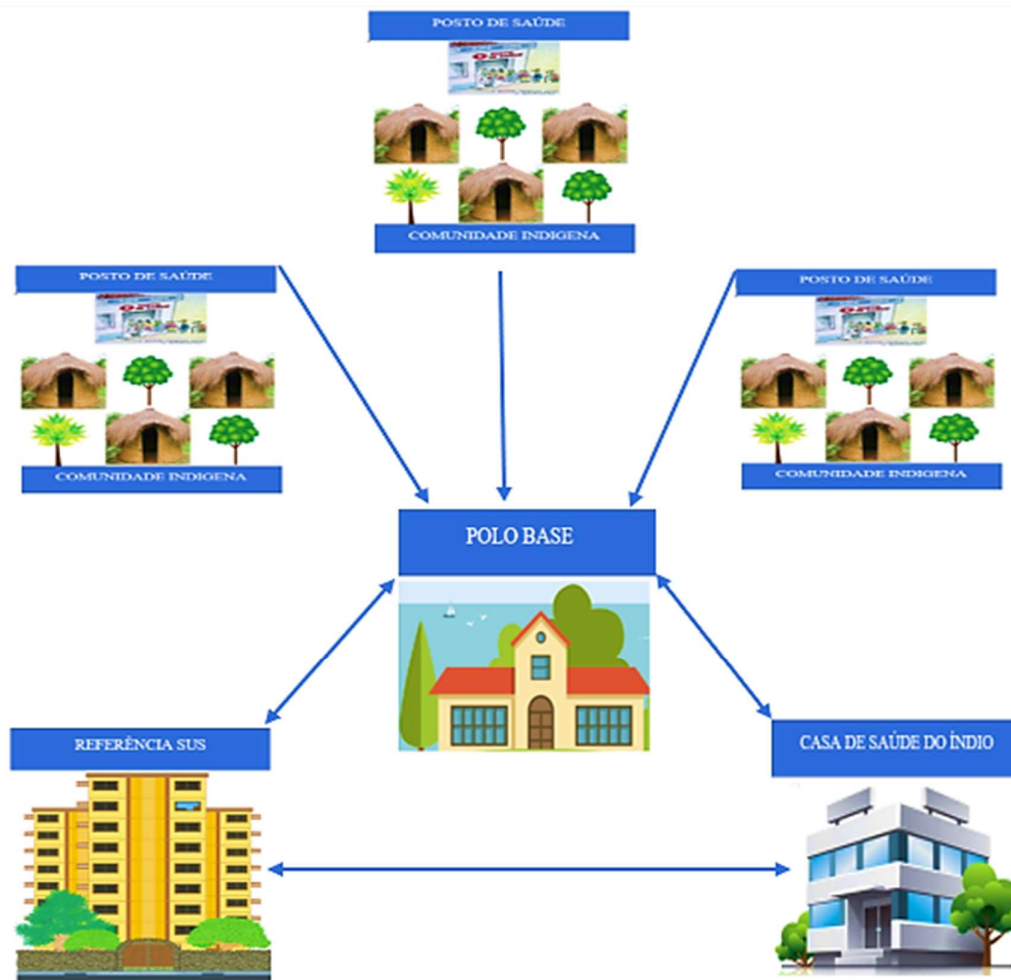 POSTO DE SAÚDE
COMUNIDADE INDIGENA
POSTO DE SAÚDE
COMUNIDADE INDIGENA
POSTO DE SAÚDE
COMUNIDADE INDIGENA
POLO BASE
REFERÊNCIA SUS
CASA DE SAÚDE DO ÍNDIO